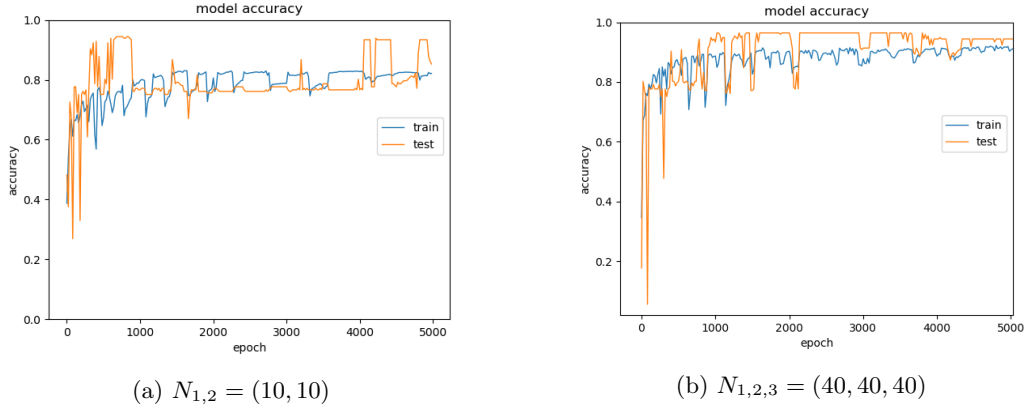 model accuracy
1.0
0.8
0.6
0.4
0.2
0.0
accuracy
train
test
0
1000
2000
3000
4000
5000
epoch
(a) N1,2 = (10, 10)
model accuracy
1.0
0.8
0.6
0.4
0.2
accuracy
train
test
0
1000
2000
3000
4000
5000
epoch
(b) N1,2,3 = (40, 40, 40)